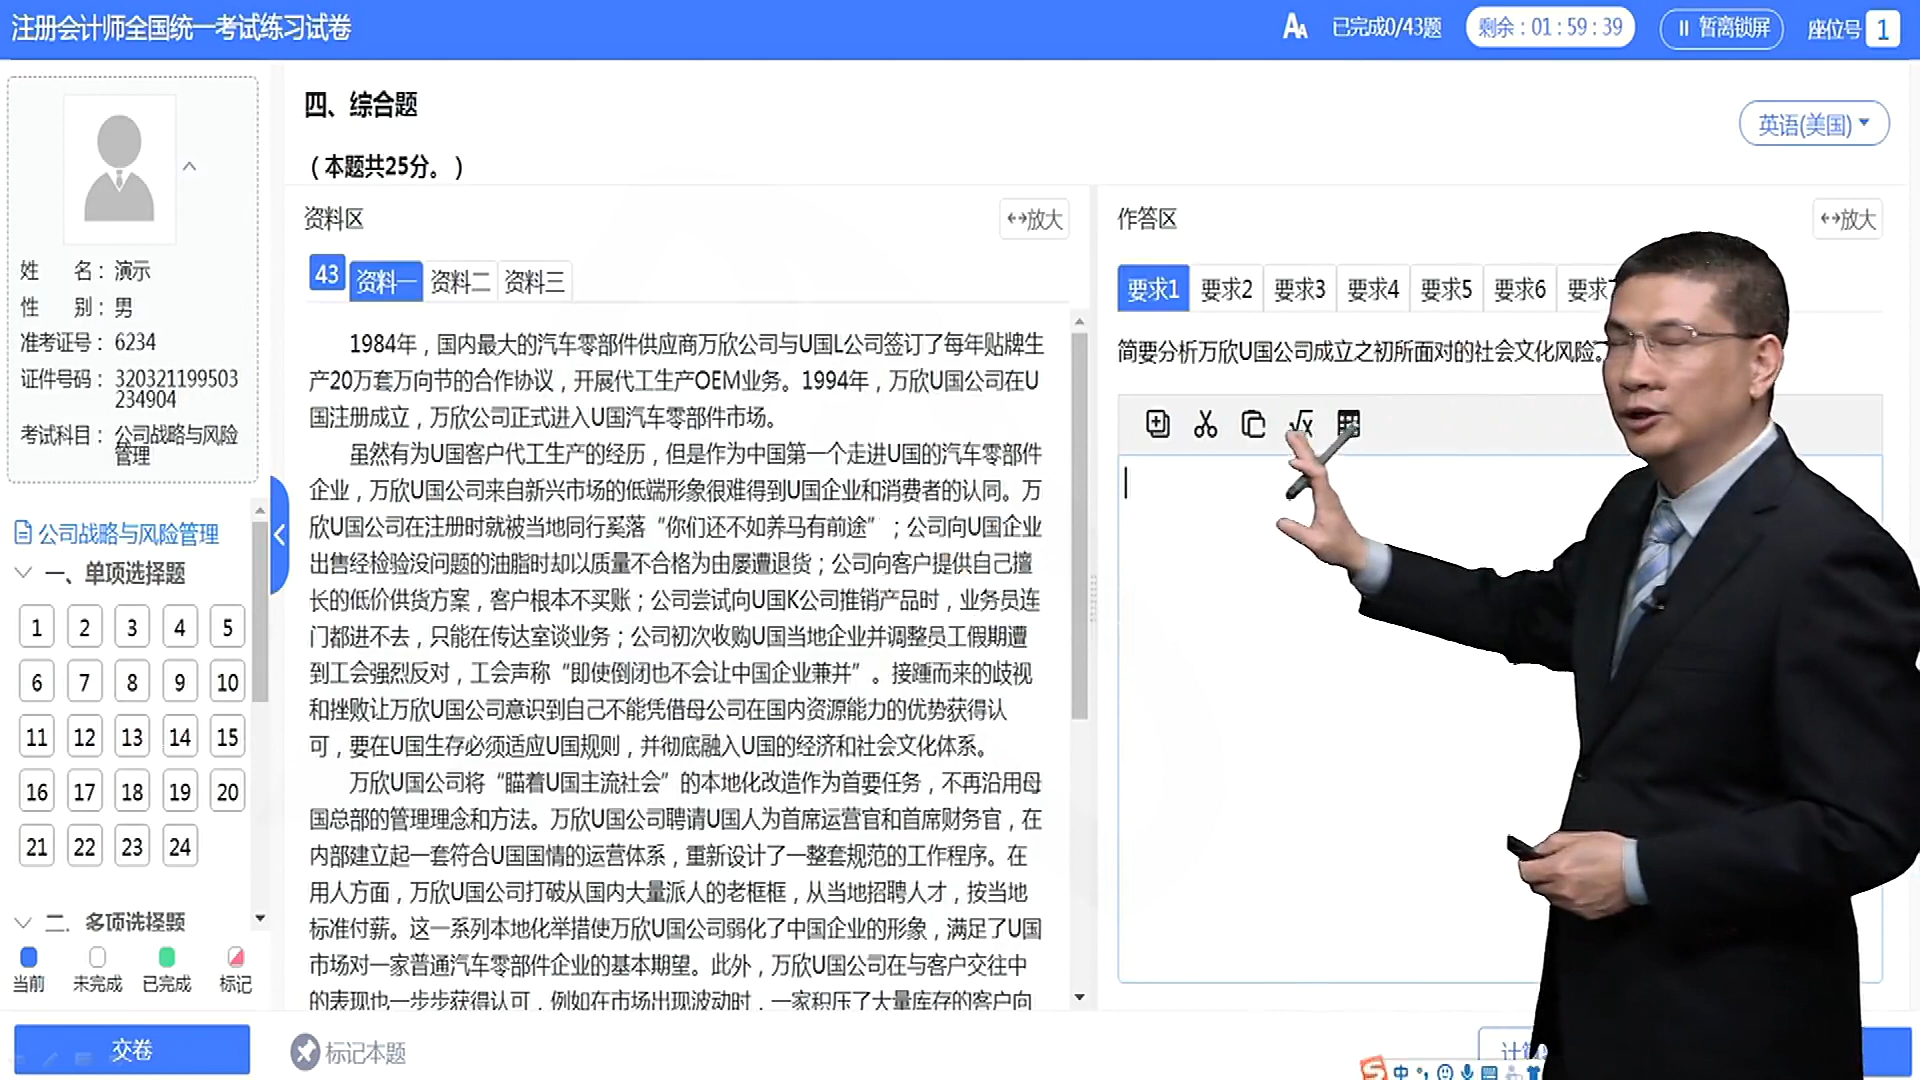 注册会计师全国统一考试练习试卷
已完成0/43题
剩余：01:59:39
暂离锁屏
座位号 1
姓 名：演示
性 别：男
准考证号：6234
证件号码：320321199503
234904
考试科目：公司战略与风险
管理
公司战略与风险管理
一、单项选择题
1 2 3 4 5
6 7 8 9 10
11 12 13 14 15
16 17 18 19 20
21 22 23 24
二、多项选择题
当前 未完成 已完成 标记
交卷
四、综合题
英语(美国)
（本题共25分。）
资料区
放大
43 资料一 资料二 资料三
1984年，国内最大的汽车零部件供应商万欣公司与U国L公司签订了每年贴牌生
产20万套万向节的合作协议，开展代工生产OEM业务。1994年，万欣U国公司在U
国注册成立，万欣公司正式进入U国汽车零部件市场。
虽然有为U国客户代工生产的经历，但是作为中国第一个走进U国的汽车零部件
企业，万欣U国公司来自新兴市场的低端形象很难得到U国企业和消费者的认同。万
欣U国公司在注册时就被当地同行奚落“你们还不如养马有前途”；公司向U国企业
出售经检验没问题的油脂时却以质量不合格为由屡遭退货；公司向客户提供自己擅
长的低价供货方案，客户根本不买账；公司尝试向U国K公司推销产品时，业务员连
门都进不去，只能在传达室谈业务；公司初次收购U国当地企业并调整员工假期遭
到工会强烈反对，工会声称“即使倒闭也不会让中国企业兼并”。接踵而来的歧视
和挫败让万欣U国公司意识到自己不能凭借母公司在国内资源能力的优势获得认
可，要在U国生存必须适应U国规则，并彻底融入U国的经济和社会文化体系。
万欣U国公司将“瞄着U国主流社会”的本地化改造作为首要任务，不再沿用母
国总部的管理理念和方法。万欣U国公司聘请U国人为首席运营官和首席财务官，在
内部建立起一套符合U国国情的运营体系，重新设计了一整套规范的工作程序。在
用人方面，万欣U国公司打破从国内大量派人的老框框，从当地招聘人才，按当地
标准付薪。这一系列本地化举措使万欣U国公司弱化了中国企业的形象，满足了U国
市场对一家普通汽车零部件企业的基本期望。此外，万欣U国公司在与客户交往中
的表现也一步步获得认可，例如在市场出现波动时，一家积压了大量库存的客户向
标记本题
作答区
放大
要求1 要求2 要求3 要求4 要求5 要求6 要求
简要分析万欣U国公司成立之初所面对的社会文化风险。
计算
中